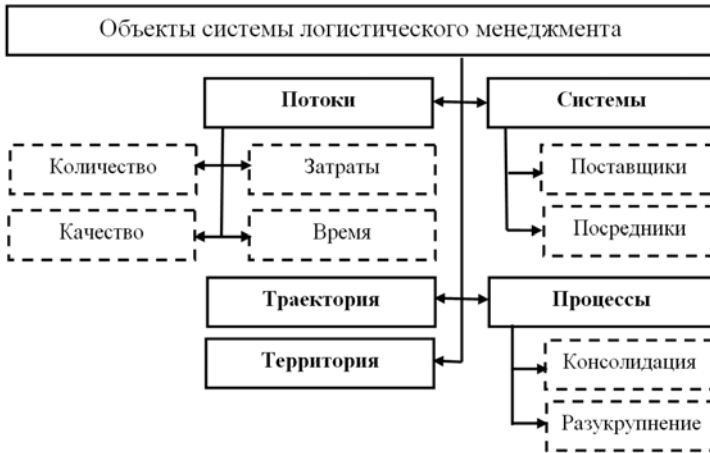 Объекты системы логистического менеджмента
Потоки
Системы
Количество
Затраты
Поставщики
Качество
Время
Посредники
Траектория
Процессы
Территория
Консолидация
Разукрупнение